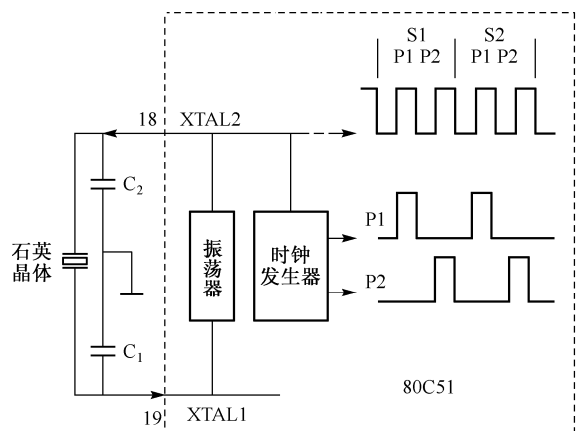 S1 S2
P1 P2 P1 P2
18 XTAL2
C2
石英
晶体
振荡器
时钟
发生器
P1
P2
C1
80C51
19 XTAL1